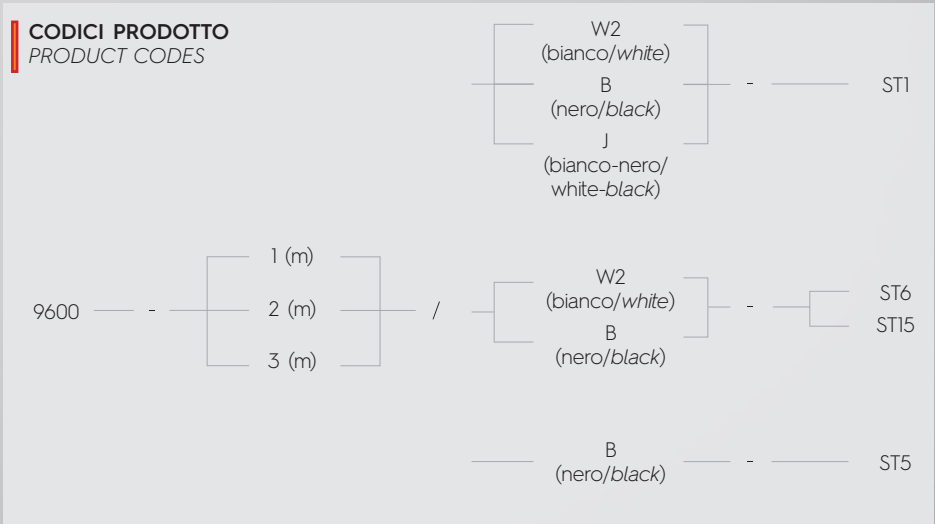 CODICI PRODOTTO
PRODUCT CODES
W2
(bianco/white)
B
(nero/black)
J
(bianco-nero/
white-black)
- ST1
9600 -
1 (m)
2 (m)
3 (m)
/
W2
(bianco/white)
B
(nero/black)
-
ST6
ST15
B
(nero/black)
- ST5